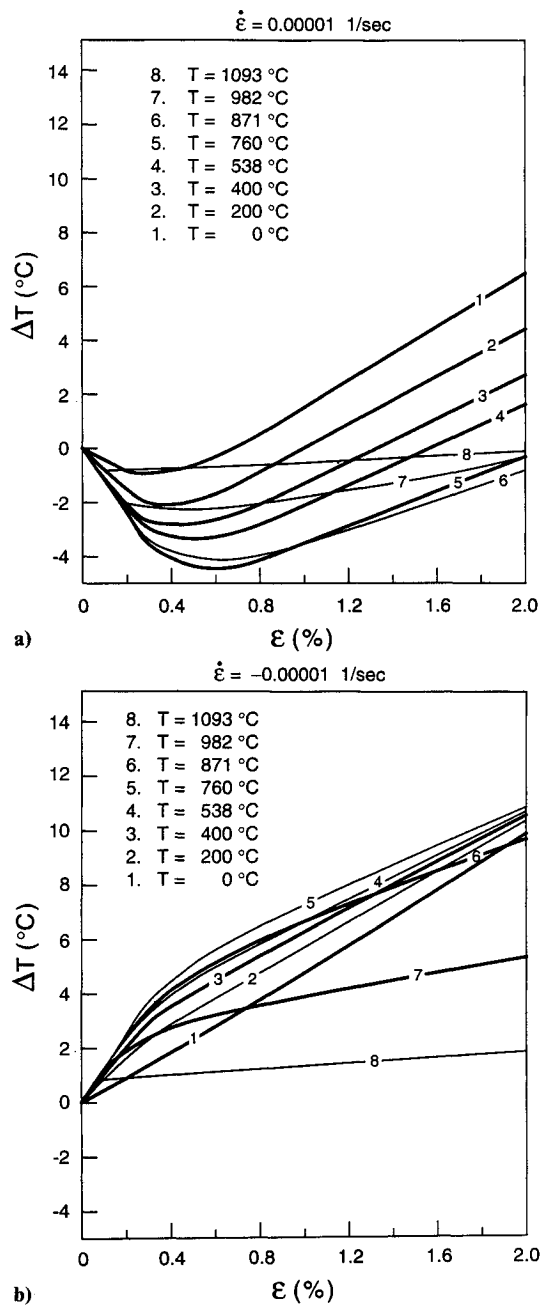 ε̇ = 0.00001 1/sec
14
12
10
8
6
4
2
0
-2
-4
ΔT (°C)
8. T = 1093 °C
7. T = 982 °C
6. T = 871 °C
5. T = 760 °C
4. T = 538 °C
3. T = 400 °C
2. T = 200 °C
1. T = 0 °C
1
2
3
4
8
7
5
6
0 0.4 0.8 1.2 1.6 2.0
a) ε (%)
ε̇ = −0.00001 1/sec
14
12
10
8
6
4
2
0
-2
-4
ΔT (°C)
8. T = 1093 °C
7. T = 982 °C
6. T = 871 °C
5. T = 760 °C
4. T = 538 °C
3. T = 400 °C
2. T = 200 °C
1. T = 0 °C
5
4
6
3
2
7
1
8
0 0.4 0.8 1.2 1.6 2.0
b) ε (%)